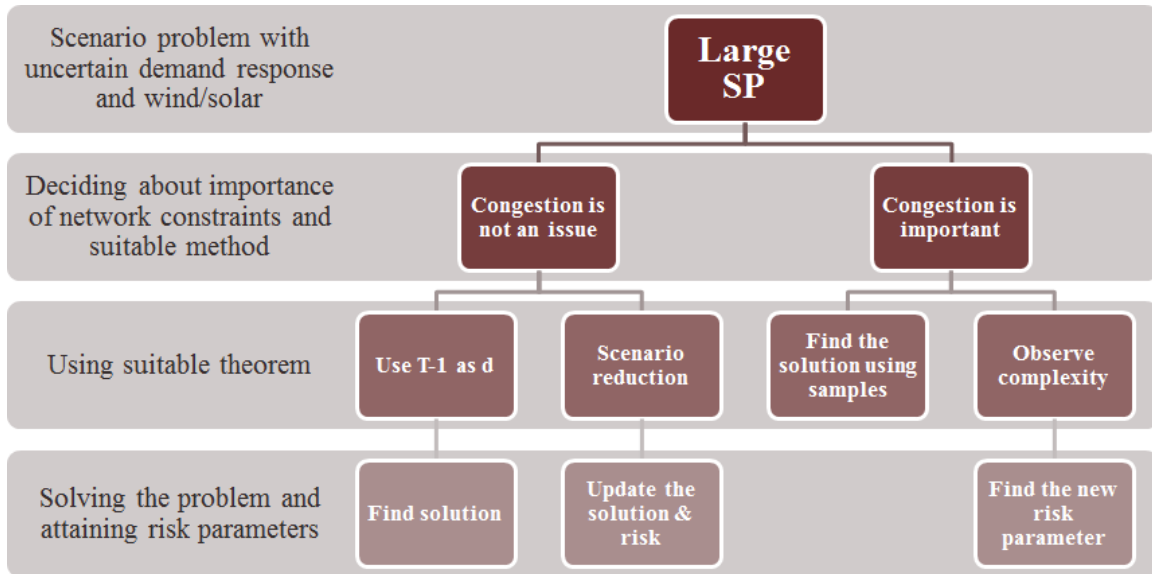 Scenario problem with
uncertain demand response
and wind/solar
Large
SP
Deciding about importance
of network constraints and
suitable method
Congestion is
not an issue
Congestion is
important
Using suitable theorem
Use T-1 as d
Scenario
reduction
Find the
solution using
samples
Observe
complexity
Solving the problem and
attaining risk parameters
Find solution
Update the
solution &
risk
Find the new
risk
parameter